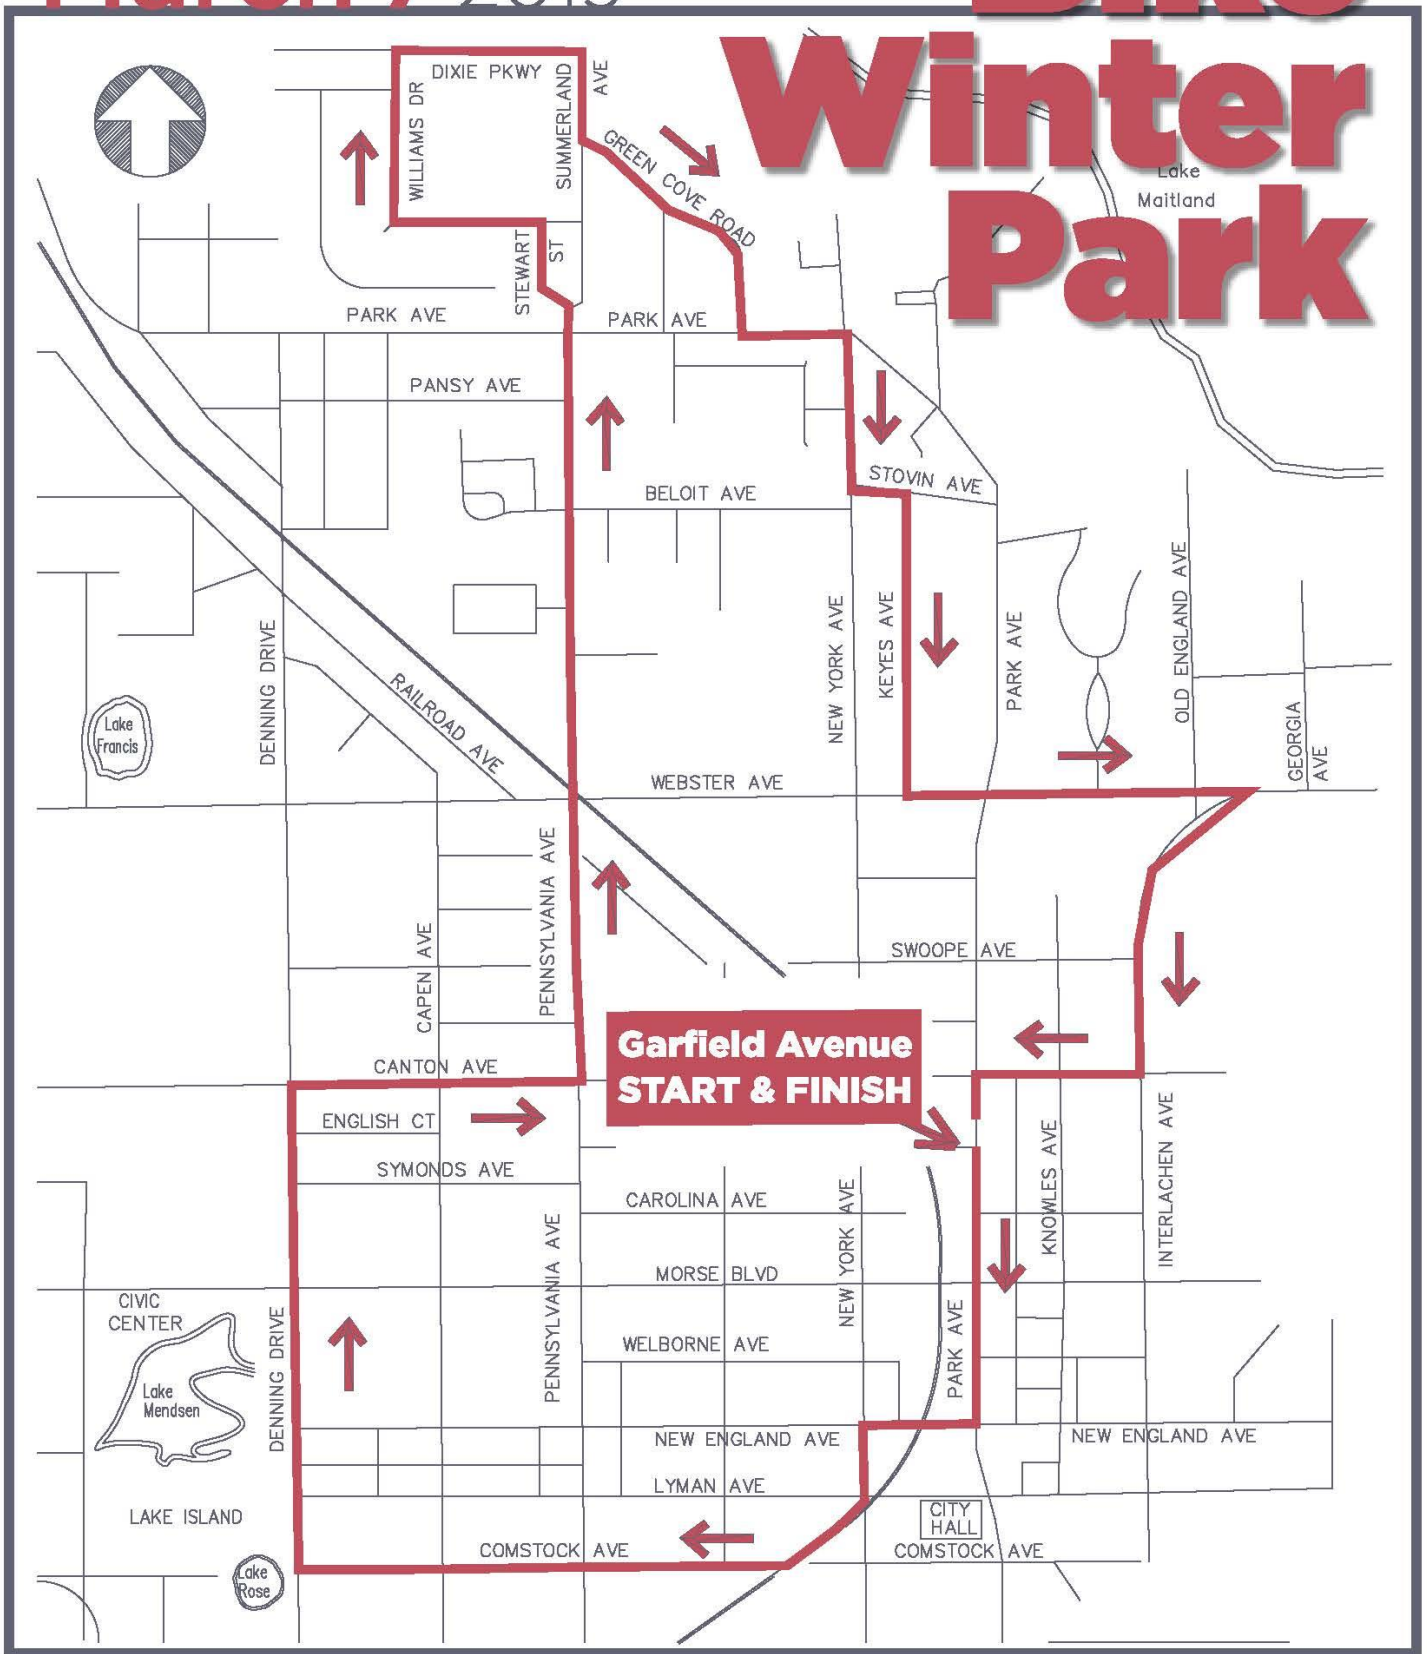 March 7 2015
Bike
Winter
Park
DIXIE PKWY
WILLIAMS DR
SUMMERLAND
AVE
GREEN COVE ROAD
Lake
Maitland
STEWART
ST
PARK AVE
PARK AVE
PANSY AVE
STOVIN AVE
BELOIT AVE
DENNING DRIVE
RAILROAD AVE
NEW YORK AVE
KEYES AVE
PARK AVE
OLD ENGLAND AVE
GEORGIA
AVE
Lake
Francis
WEBSTER AVE
CAPEN AVE
PENNSYLVANIA AVE
SWOOPE AVE
Garfield Avenue
START & FINISH
CANTON AVE
ENGLISH CT
SYMONDS AVE
KNOWLES AVE
INTERLACHEN AVE
CAROLINA AVE
NEW YORK AVE
PENNSYLVANIA AVE
MORSE BLVD
CIVIC
CENTER
DENNING DRIVE
WELBORNE AVE
PARK AVE
Lake
Mendsen
NEW ENGLAND AVE
NEW ENGLAND AVE
LYMAN AVE
LAKE ISLAND
CITY
HALL
COMSTOCK AVE
COMSTOCK AVE
Lake
Rose